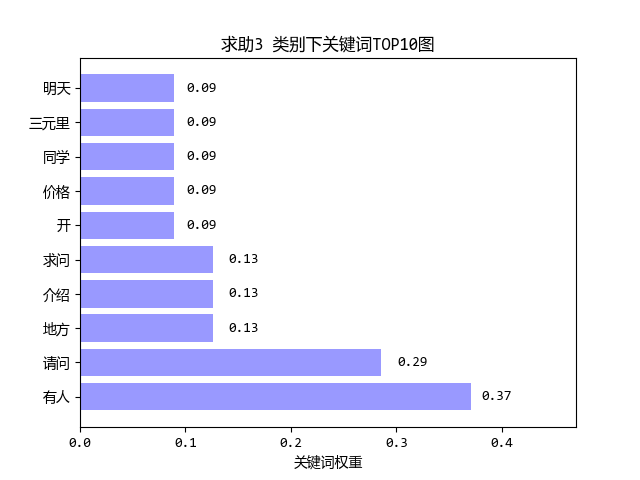 求助3 类别下关键词TOP10图
明天 0.09
三元里 0.09
同学 0.09
价格 0.09
开 0.09
求问 0.13
介绍 0.13
地方 0.13
请问 0.29
有人 0.37
0.0 0.1 0.2 0.3 0.4
关键词权重